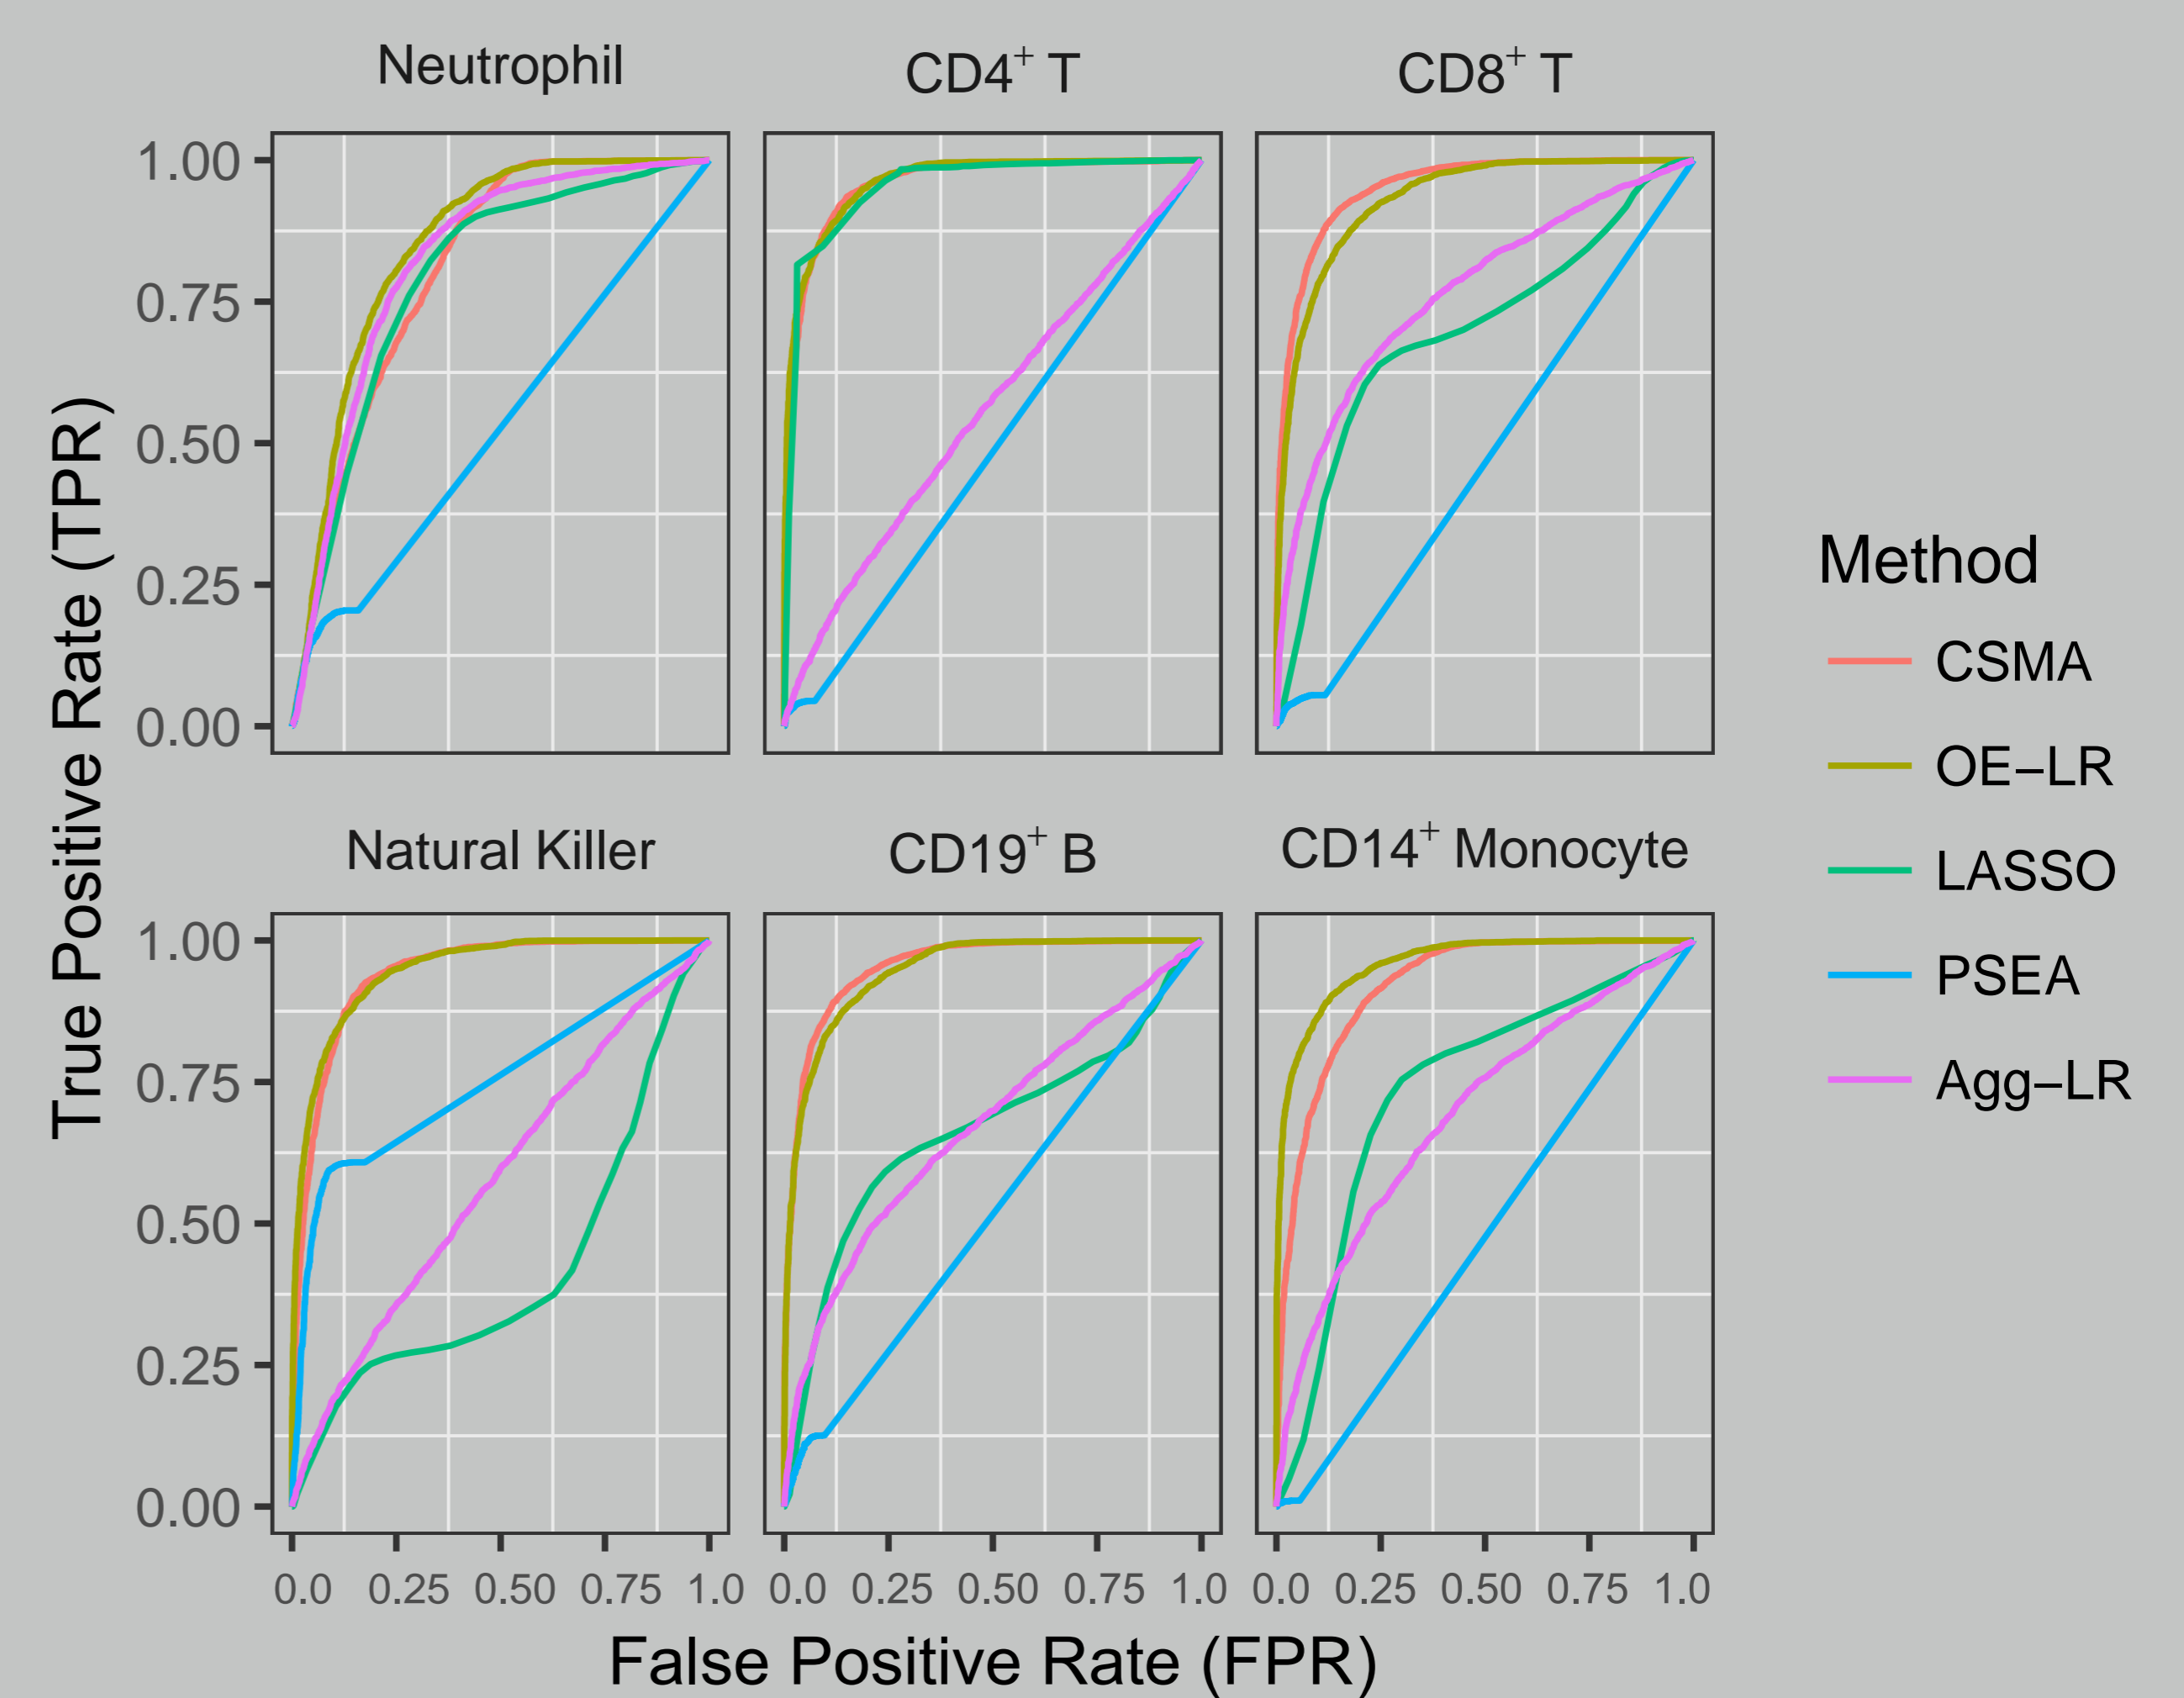 Neutrophil CD4⁺ T CD8⁺ T
1.00
0.75
0.50
0.25
0.00
True Positive Rate (TPR)
Natural Killer CD19⁺ B CD14⁺ Monocyte
1.00
0.75
0.50
0.25
0.00
0.0 0.25 0.50 0.75 1.0 0.0 0.25 0.50 0.75 1.0 0.0 0.25 0.50 0.75 1.0
False Positive Rate (FPR)
Method
CSMA
OE−LR
LASSO
PSEA
Agg−LR